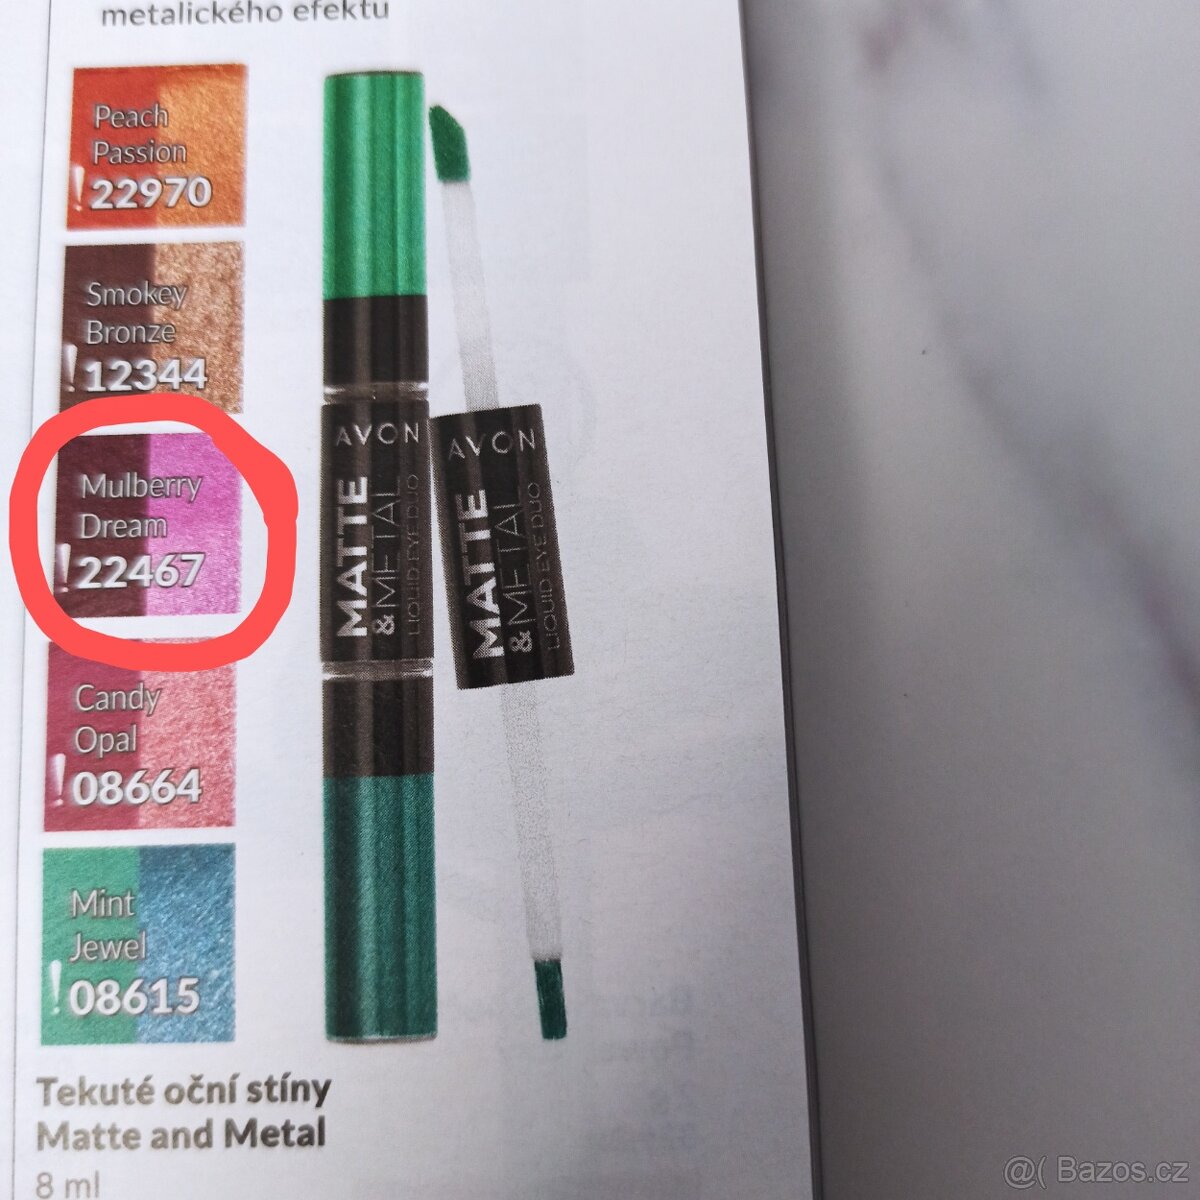 metalického efektu
Peach
Passion
!22970
Smokey
Bronze
!12344
Mulberry
Dream
!22467
Candy
Opal
!08664
Mint
Jewel
!08615
AVON
MATTE
&METAL
LIQUID EYE DUO
AVON
MATTE
&METAL
LIQUID EYE DUO
Tekuté oční stíny
Matte and Metal
8 ml
@( Bazos.cz